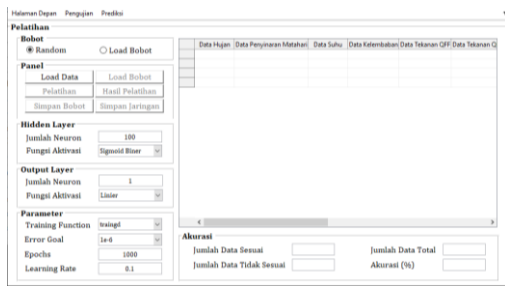 Halaman Depan Pengujian Prediksi
Pelatihan
Bobot
Random Load Bobot
Panel
Load Data Load Bobot
Pelatihan Hasil Pelatihan
Simpan Bobot Simpan Jaringan
Hidden Layer
Jumlah Neuron 100
Fungsi Aktivasi Sigmoid Biner
Output Layer
Jumlah Neuron 1
Fungsi Aktivasi Linier
Parameter
Training Function traingd
Error Goal 1e-6
Epochs 1000
Learning Rate 0.1
Data Hujan Data Penyinaran Matahari Data Suhu Data Kelembaban Data Tekanan QFF Data Tekanan Q
Akurasi
Jumlah Data Sesuai Jumlah Data Total
Jumlah Data Tidak Sesuai Akurasi (%)